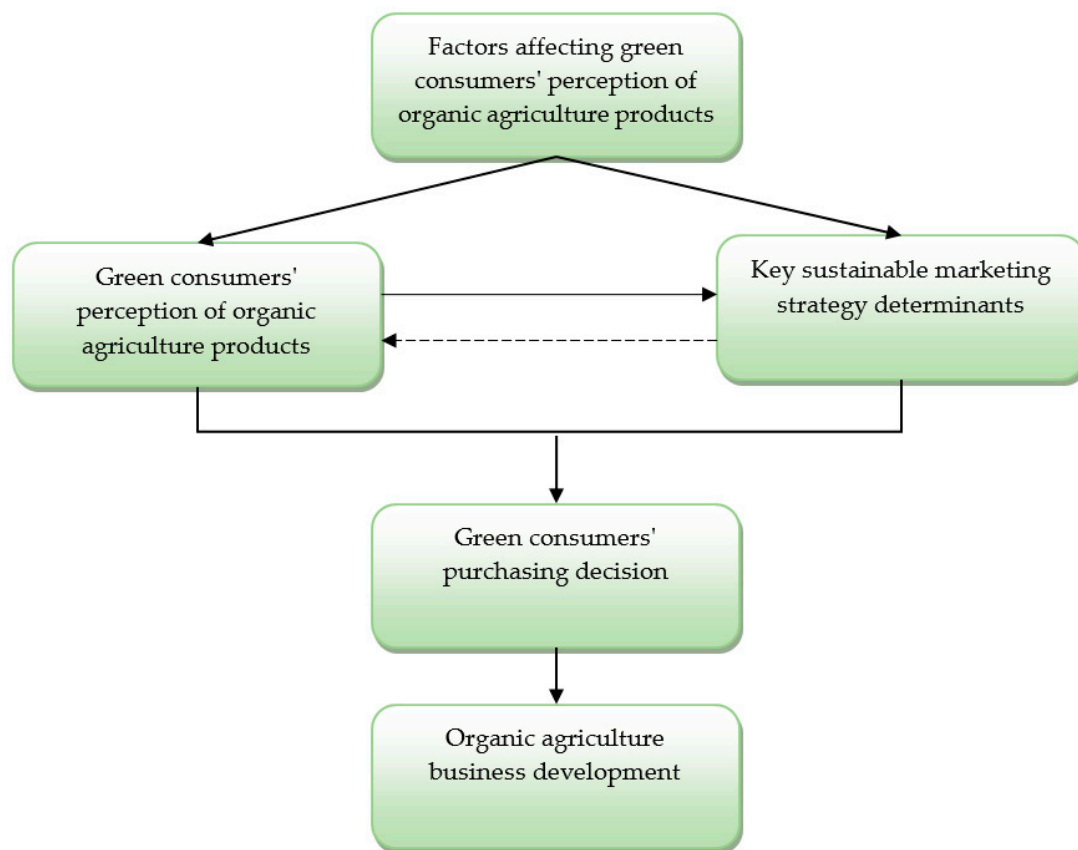 Factors affecting green
consumers' perception of
organic agriculture products
Green consumers'
perception of organic
agriculture products
Key sustainable marketing
strategy determinants
Green consumers'
purchasing decision
Organic agriculture
business development